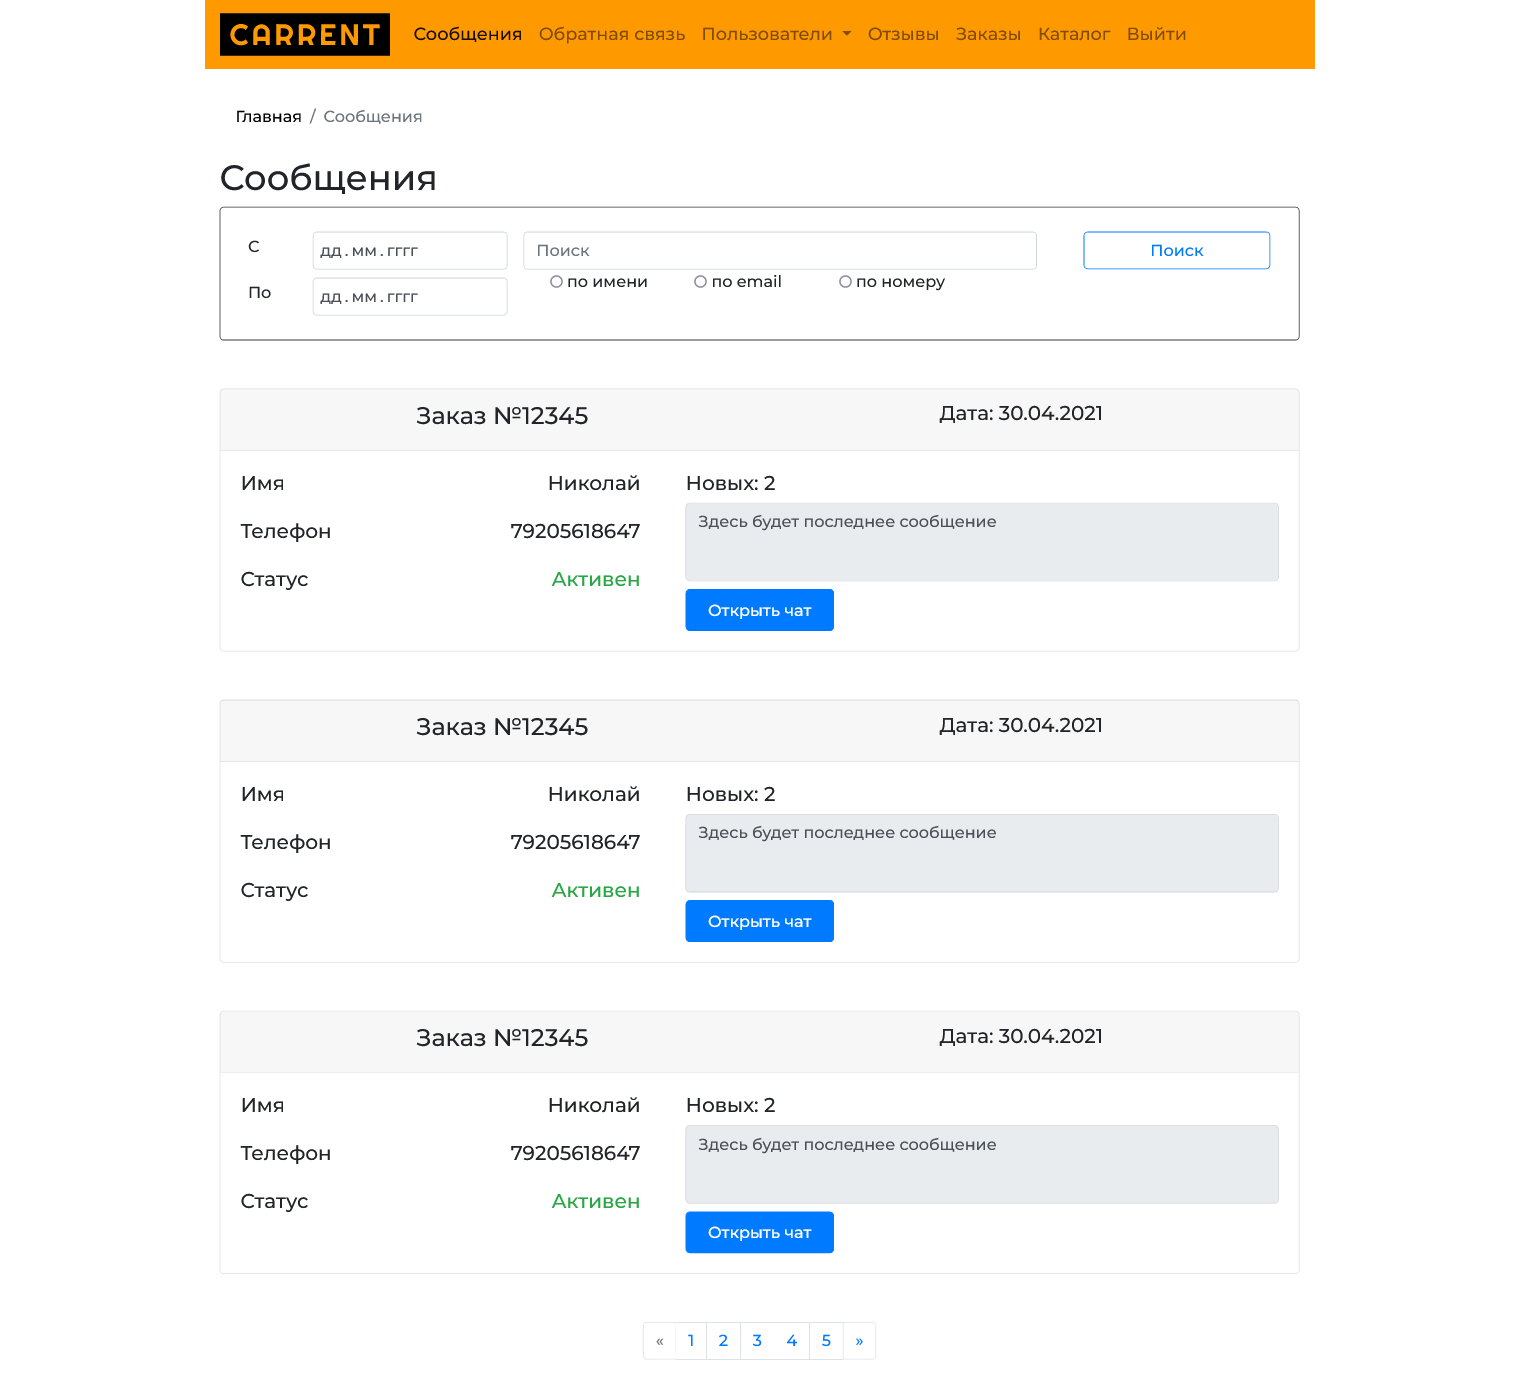 CARRENT Сообщения Обратная связь Пользователи Отзывы Заказы Каталог Выйти
Главная / Сообщения
Сообщения
С дд.мм.гггг Поиск Поиск
по имени по email по номеру
По дд.мм.гггг
Заказ №12345 Дата: 30.04.2021
Имя Николай Новых: 2
Здесь будет последнее сообщение
Телефон 79205618647
Статус Активен
Открыть чат
Заказ №12345 Дата: 30.04.2021
Имя Николай Новых: 2
Здесь будет последнее сообщение
Телефон 79205618647
Статус Активен
Открыть чат
Заказ №12345 Дата: 30.04.2021
Имя Николай Новых: 2
Здесь будет последнее сообщение
Телефон 79205618647
Статус Активен
Открыть чат
« 1 2 3 4 5 »